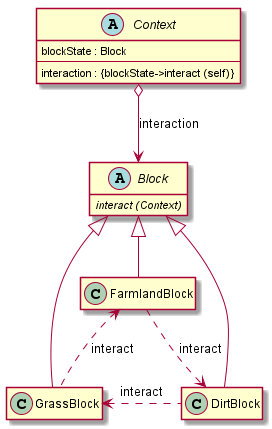 A Context
blockState : Block
interaction : {blockState->interact (self)}
interaction
A Block
interact (Context)
C FarmlandBlock
interact
interact
interact
C GrassBlock
C DirtBlock